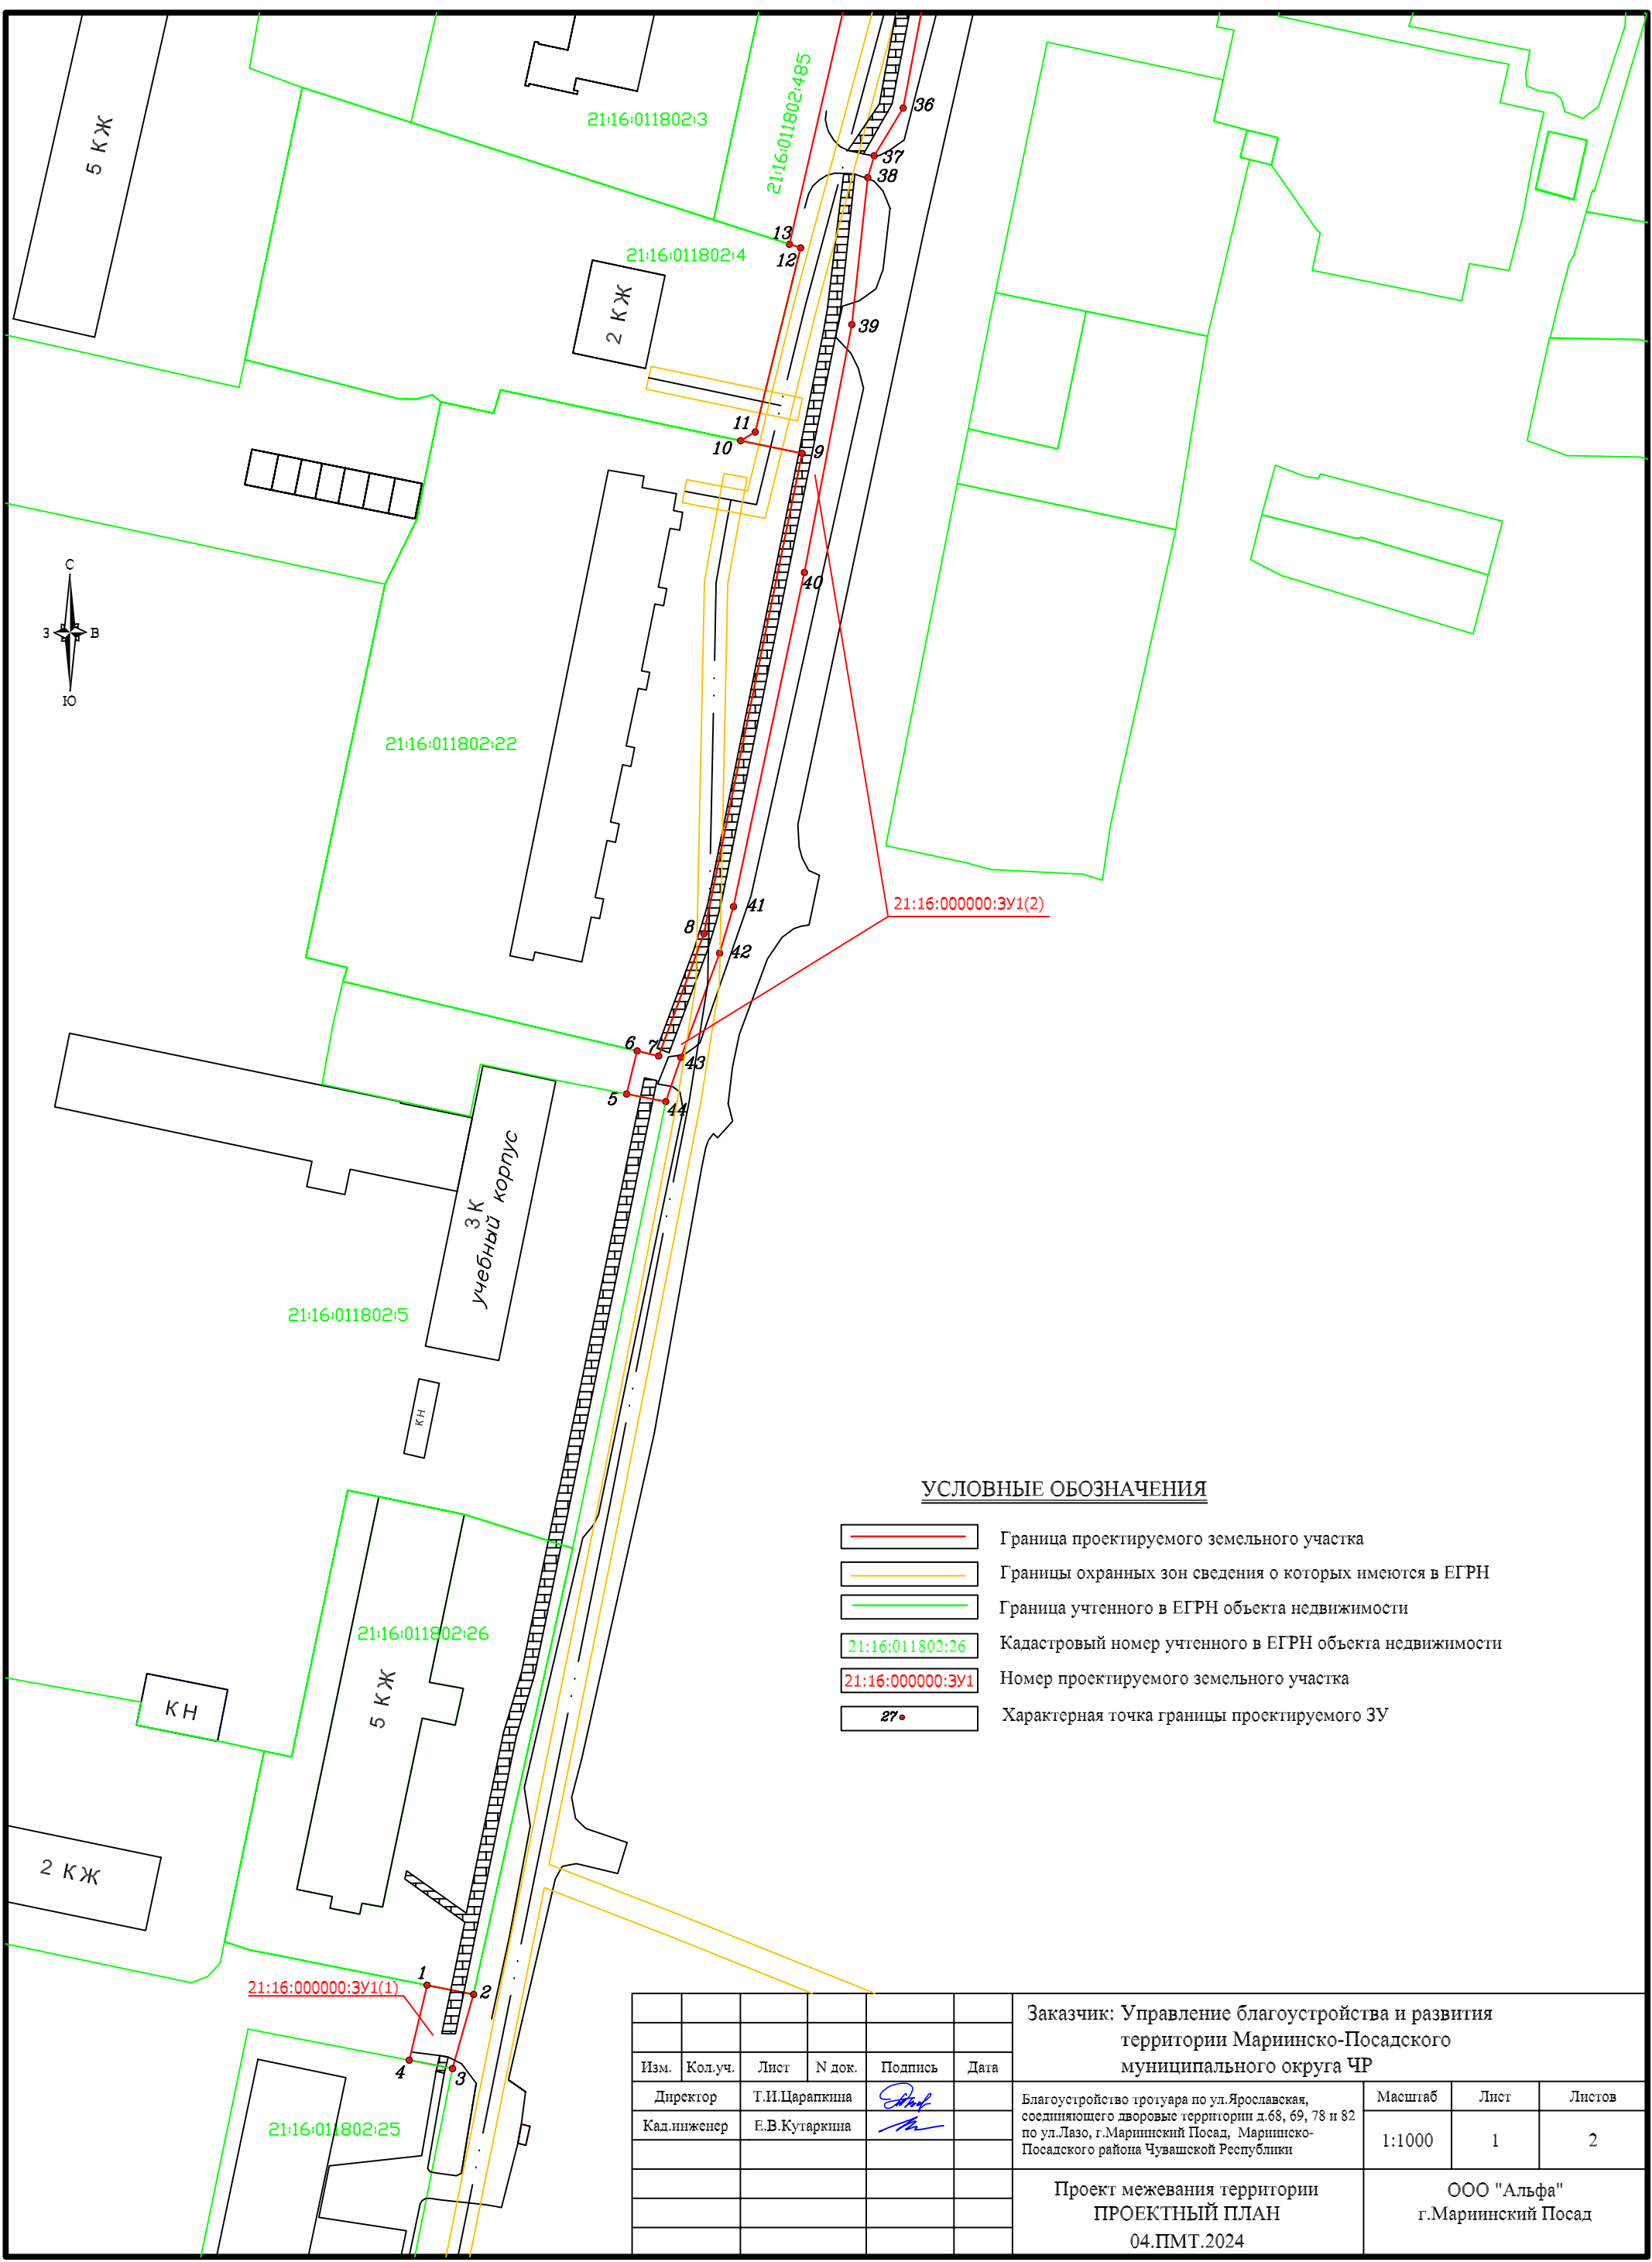 5 КЖ
21:16:011802:3
21:16:011802:485
36
37
38
13
12
21:16:011802:4
2 КЖ
39
11
10
9
40
С
З
В
Ю
21:16:011802:22
21:16:000000:ЗУ1(2)
41
8
42
6
7
43
5
44
3 К
учебный корпус
21:16:011802:5
КН
УСЛОВНЫЕ ОБОЗНАЧЕНИЯ
Граница проектируемого земельного участка
Границы охранных зон сведения о которых имеются в ЕГРН
Граница учтенного в ЕГРН объекта недвижимости
21:16:011802:26 Кадастровый номер учтенного в ЕГРН объекта недвижимости
21:16:000000:ЗУ1 Номер проектируемого земельного участка
27 Характерная точка границы проектируемого ЗУ
21:16:011802:26
КН
5 КЖ
2 КЖ
1
2
21:16:000000:ЗУ1(1)
4
3
21:16:011802:25
Заказчик: Управление благоустройства и развития
территории Мариинско-Посадского
муниципального округа ЧР
Изм. Кол.уч. Лист N док. Подпись Дата
Директор Т.И.Царапкина
Кад.инженер Е.В.Кутаркина
Благоустройство тротуара по ул.Ярославская,
соединяющего дворовые территории д.68, 69, 78 и 82
по ул.Лазо, г.Мариинский Посад, Мариинско-
Посадского района Чувашской Республики
Масштаб Лист Листов
1:1000 1 2
Проект межевания территории
ПРОЕКТНЫЙ ПЛАН
04.ПМТ.2024
ООО "Альфа"
г.Мариинский Посад